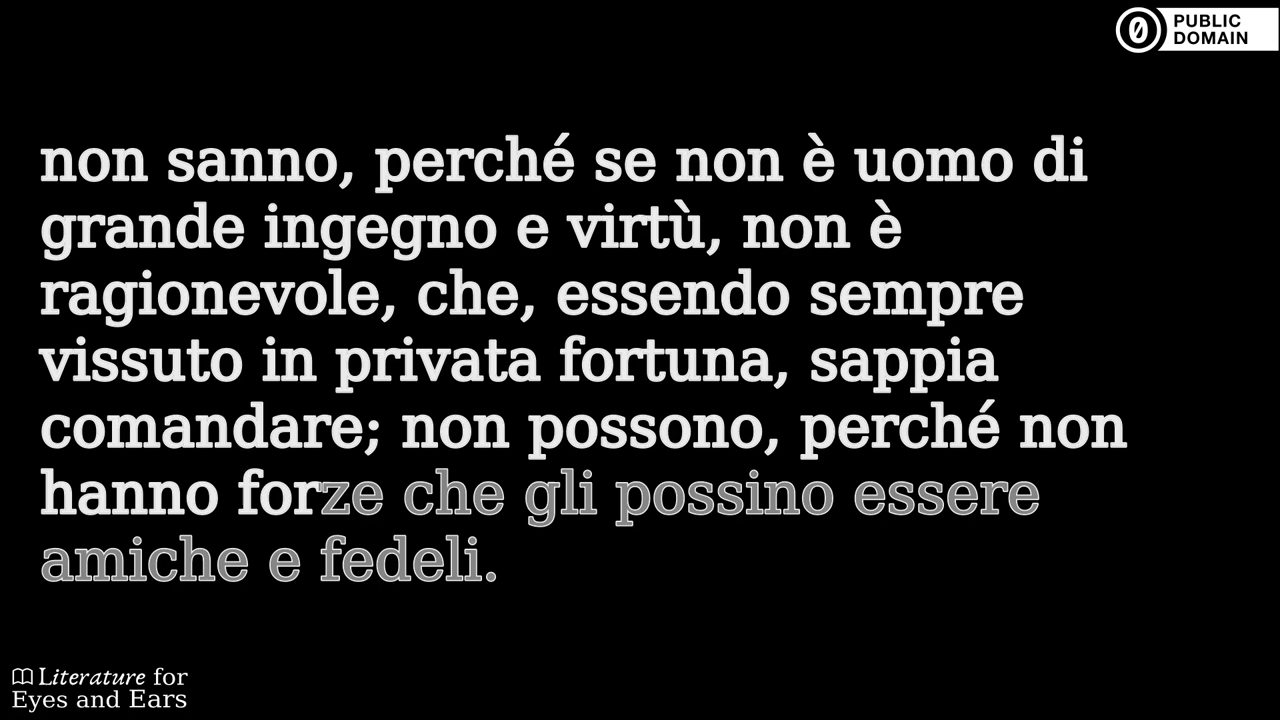 PUBLIC
DOMAIN
non sanno, perché se non è uomo di
grande ingegno e virtù, non è
ragionevole, che, essendo sempre
vissuto in privata fortuna, sappia
comandare; non possono, perché non
hanno forze che gli possino essere
amiche e fedeli.
Literature for
Eyes and Ears